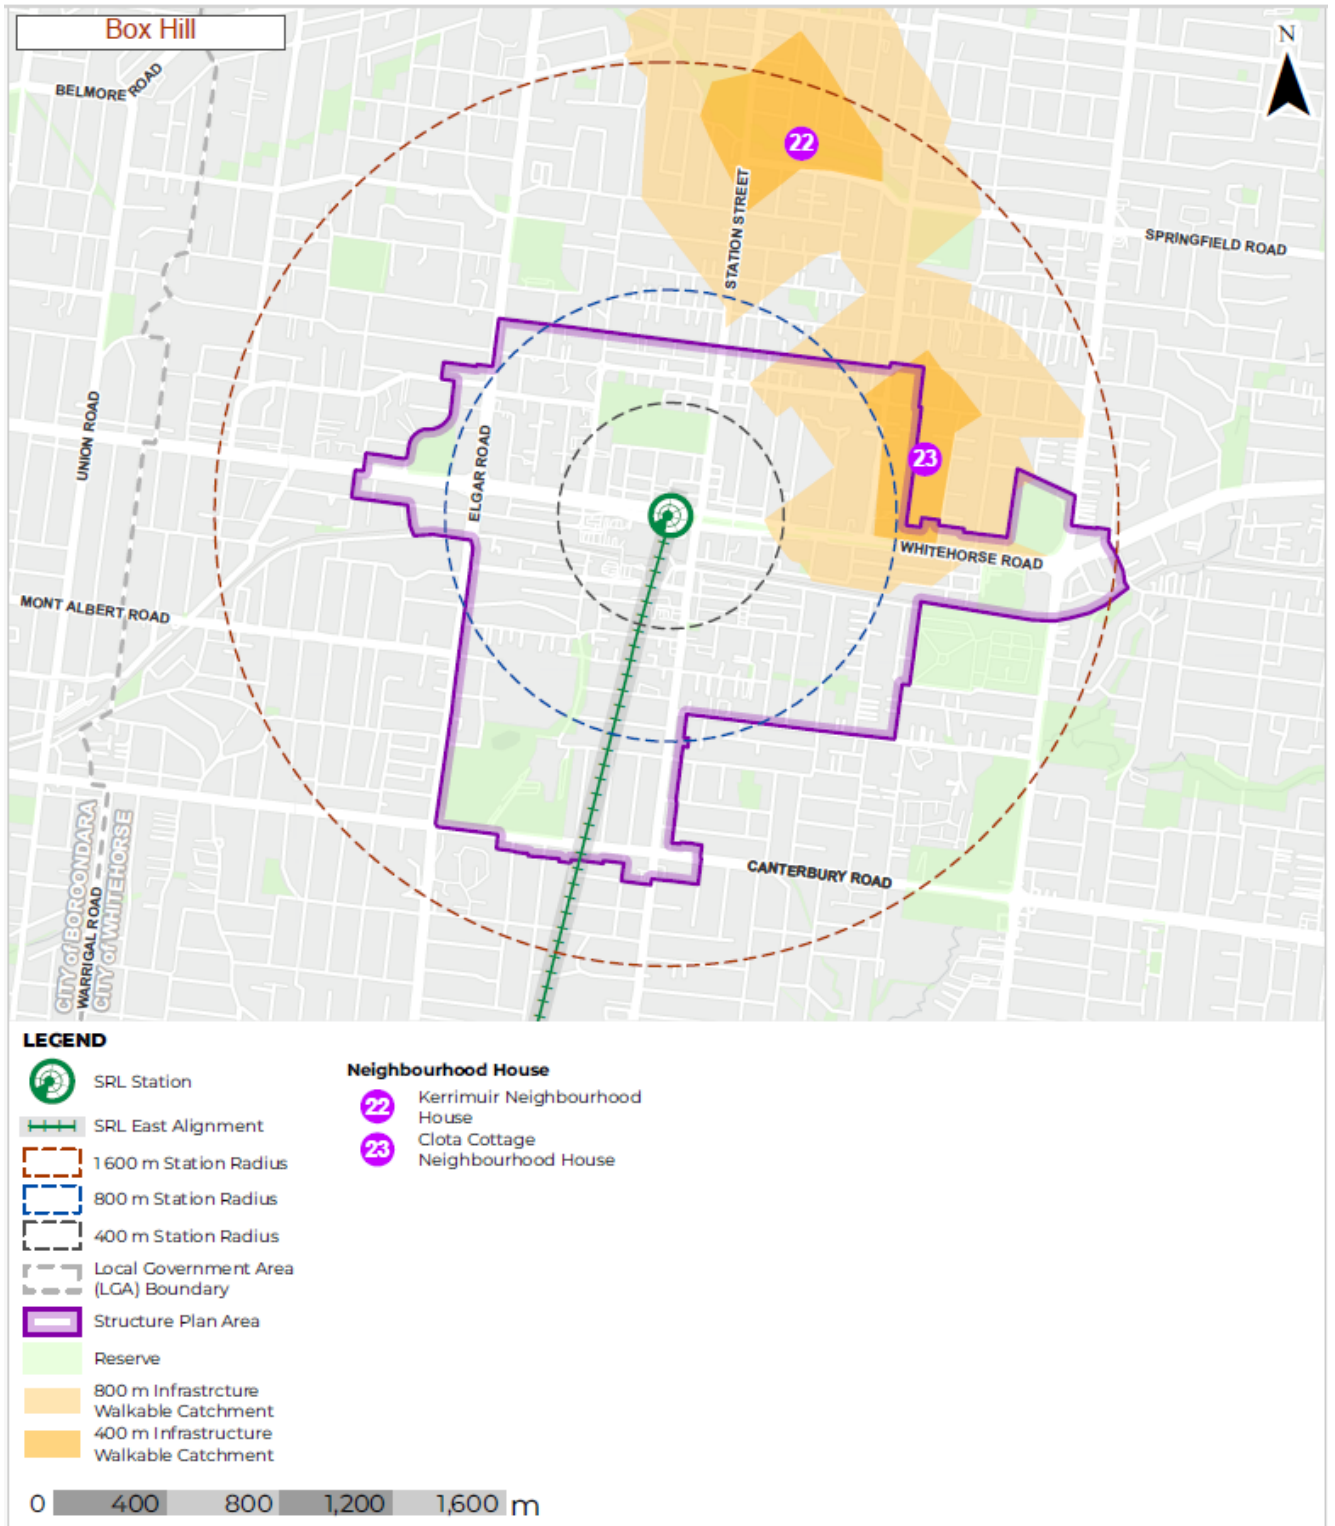 Box Hill
N
BELMORE ROAD
22
STATION STREET
SPRINGFIELD ROAD
UNION ROAD
ELGAR ROAD
23
WHITEHORSE ROAD
MONT ALBERT ROAD
CANTERBURY ROAD
CITY of BOROONDARA
WARRIGAL ROAD
CITY of WHITEHORSE
LEGEND
SRL Station
SRL East Alignment
1600 m Station Radius
800 m Station Radius
400 m Station Radius
Local Government Area
(LGA) Boundary
Structure Plan Area
Reserve
800 m Infrastrcture
Walkable Catchment
400 m Infrastructure
Walkable Catchment
Neighbourhood House
22 Kerrimuir Neighbourhood
House
23 Clota Cottage
Neighbourhood House
0 400 800 1,200 1,600 m